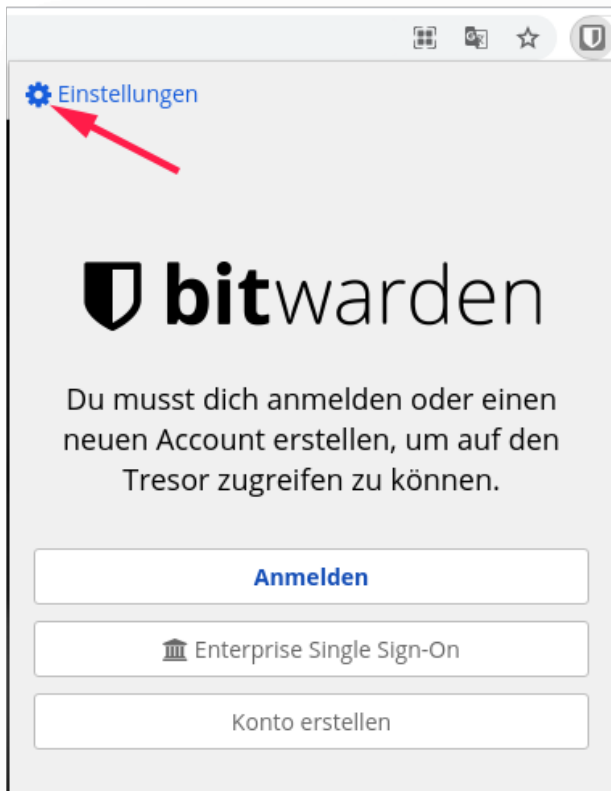 Einstellungen
bitwarden
Du musst dich anmelden oder einen
neuen Account erstellen, um auf den
Tresor zugreifen zu können.
Anmelden
Enterprise Single Sign-On
Konto erstellen